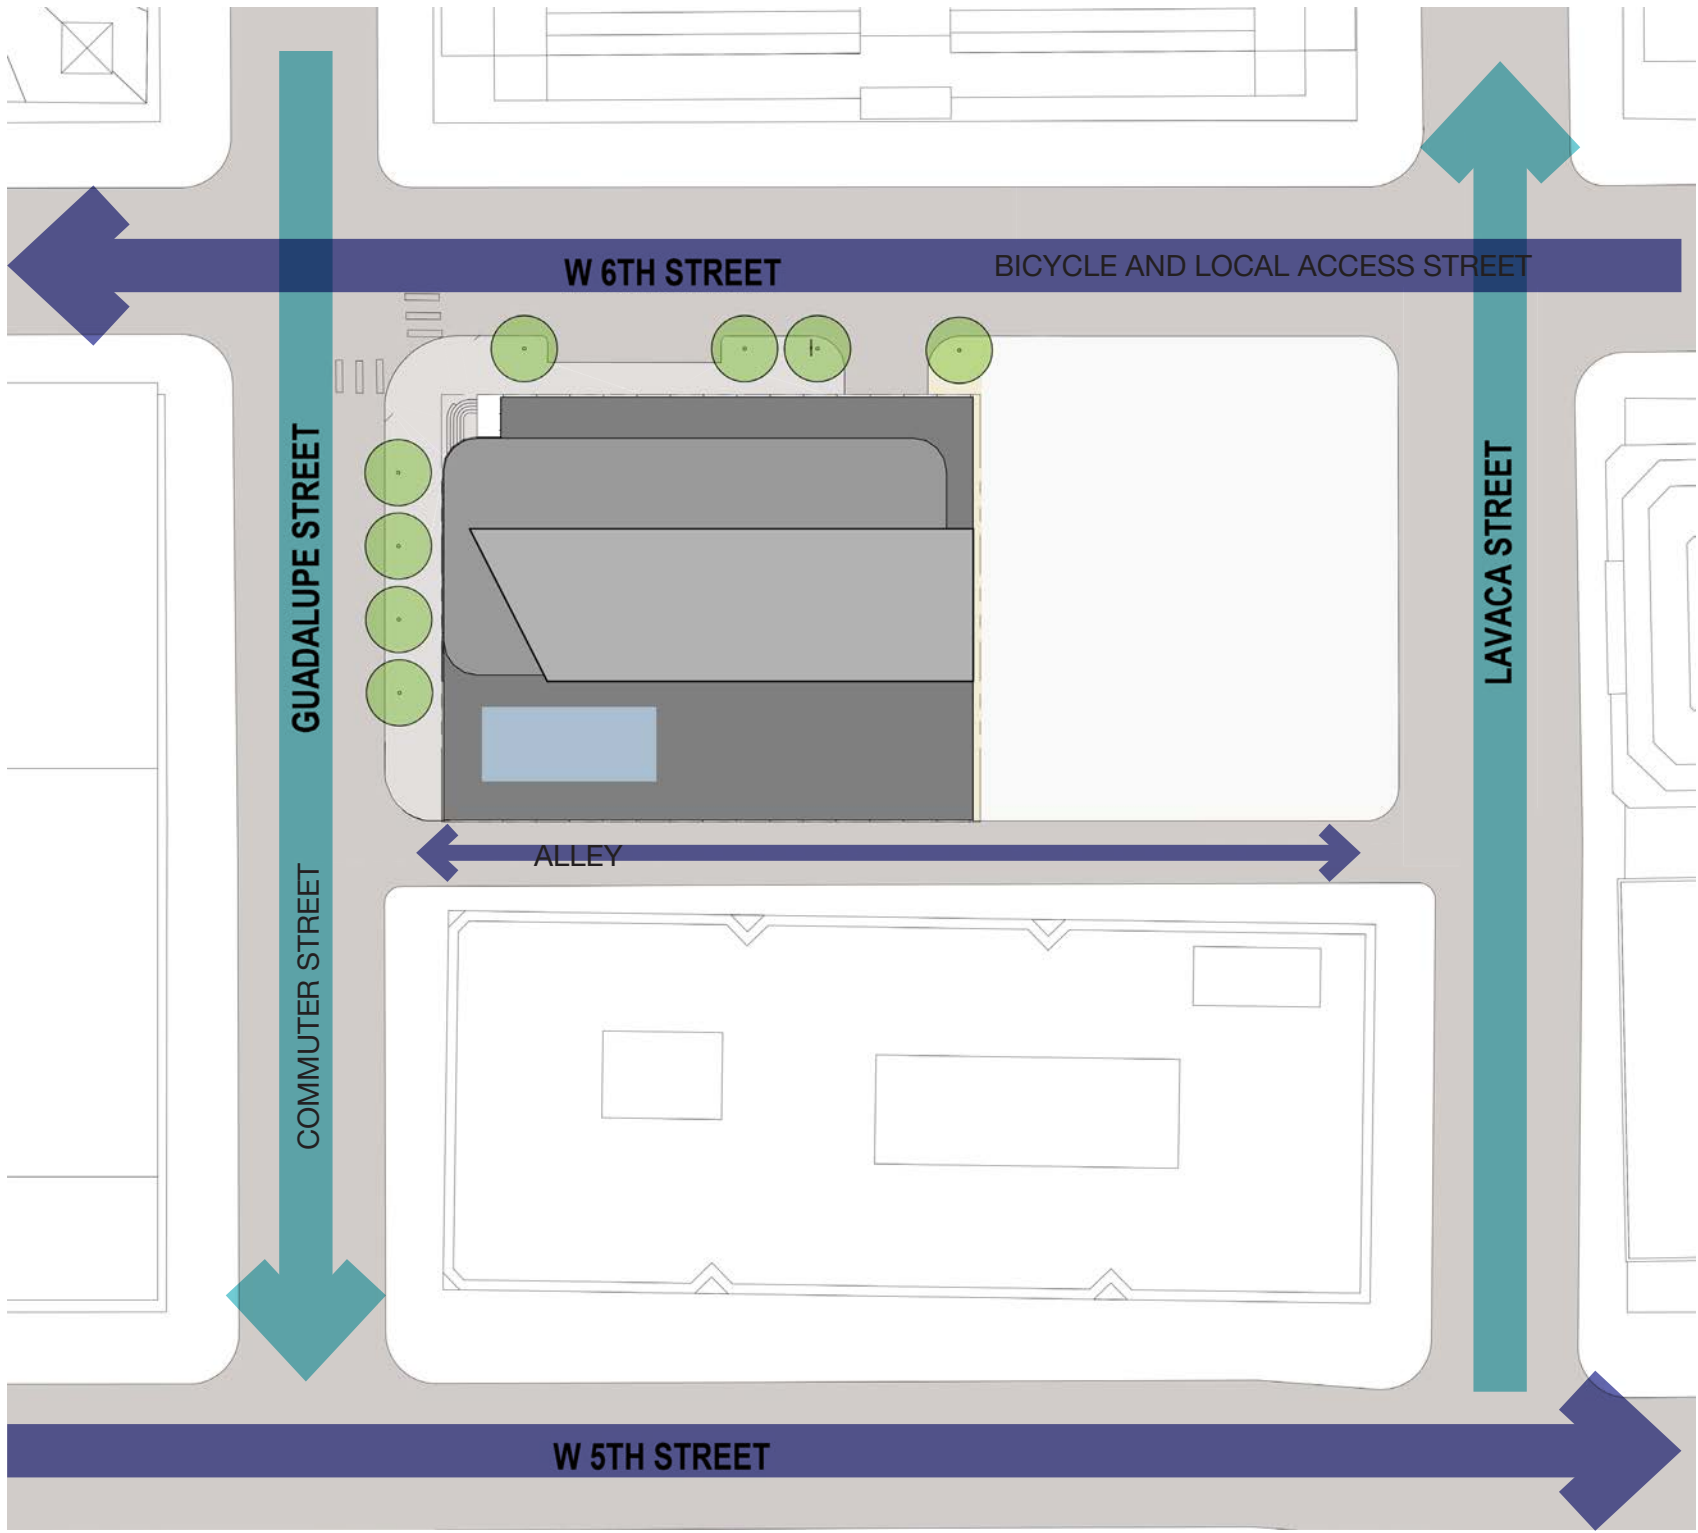 W 6TH STREET
BICYCLE AND LOCAL ACCESS STREET
GUADALUPE STREET
LAVACA STREET
ALLEY
COMMUTER STREET
W 5TH STREET